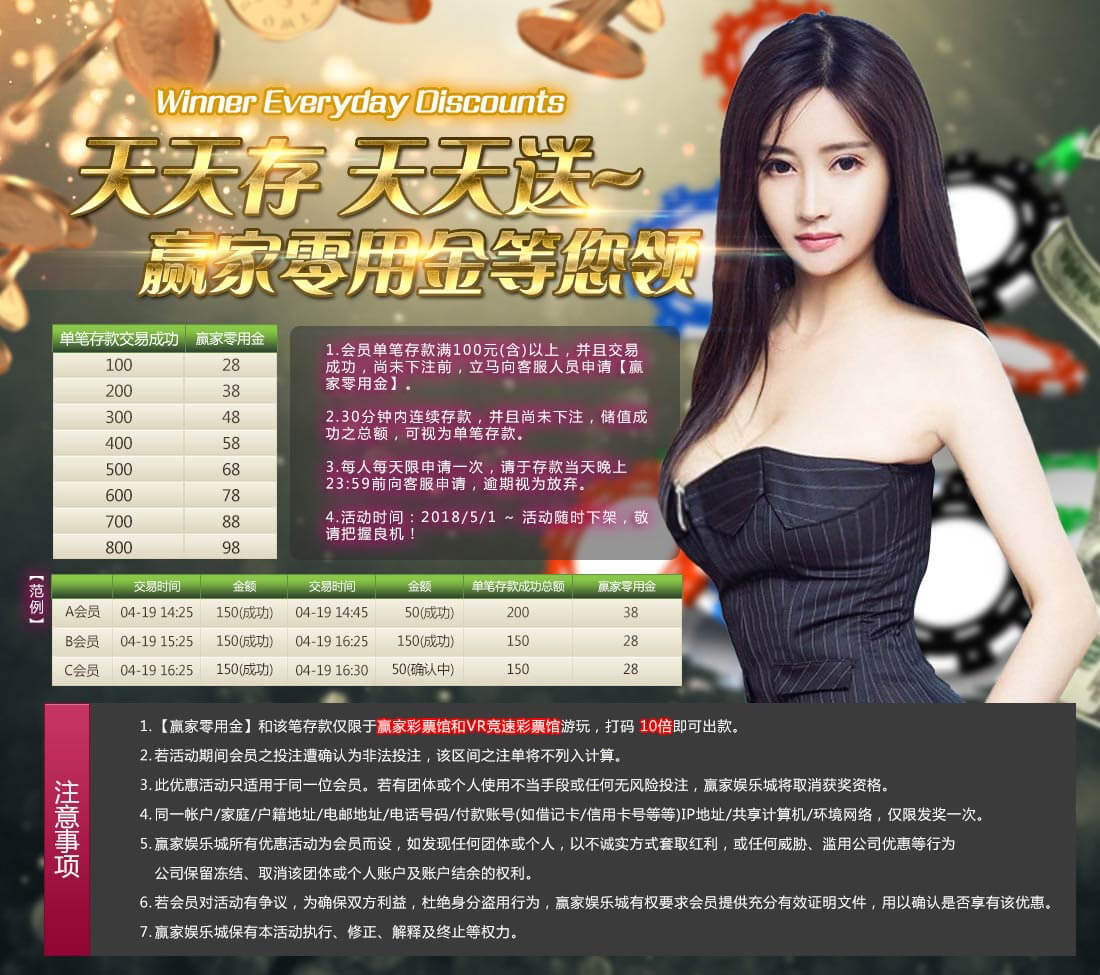 Winner Everyday Discounts
天天存 天天送~
赢家零用金等您领
单笔存款交易成功 赢家零用金
100 28
200 38
300 48
400 58
500 68
600 78
700 88
800 98
1.会员单笔存款满100元(含)以上，并且交易
成功，尚未下注前，立马向客服人员申请【赢
家零用金】。
2.30分钟内连续存款，并且尚未下注，储值成
功之总额，可视为单笔存款。
3.每人每天限申请一次，请于存款当天晚上
23:59前向客服申请，逾期视为放弃。
4.活动时间：2018/5/1 ~ 活动随时下架，敬
请把握良机！
【范例】
交易时间 金额 交易时间 金额 单笔存款成功总额 赢家零用金
A会员 04-19 14:25 150(成功) 04-19 14:45 50(成功) 200 38
B会员 04-19 15:25 150(成功) 04-19 16:25 150(成功) 150 28
C会员 04-19 16:25 150(成功) 04-19 16:30 50(确认中) 150 28
注意事项
1.【赢家零用金】和该笔存款仅限于赢家彩票馆和VR竞速彩票馆游玩，打码 10倍即可出款。
2.若活动期间会员之投注遭确认为非法投注，该区间之注单将不列入计算。
3.此优惠活动只适用于同一位会员。若有团体或个人使用不当手段或任何无风险投注，赢家娱乐城将取消获奖资格。
4.同一帐户/家庭/户籍地址/电邮地址/电话号码/付款账号(如借记卡/信用卡号等等)IP地址/共享计算机/环境网络，仅限发奖一次。
5.赢家娱乐城所有优惠活动为会员而设，如发现任何团体或个人，以不诚实方式套取红利，或任何威胁、滥用公司优惠等行为
公司保留冻结、取消该团体或个人账户及账户结余的权利。
6.若会员对活动有争议，为确保双方利益，杜绝身分盗用行为，赢家娱乐城有权要求会员提供充分有效证明文件，用以确认是否享有该优惠。
7.赢家娱乐城保有本活动执行、修正、解释及终止等权力。